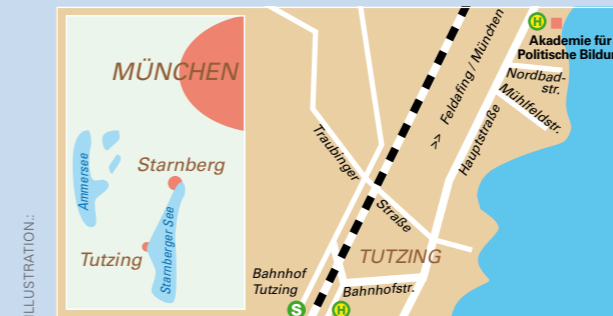 MÜNCHEN
Starnberg
Ammersee
Starnberger See
Tutzing
ILLUSTRATION.:
H
Akademie für
Politische Bildun
Nordbad-
str.
Mühlfeldstr.
>> Feldafing / München
Hauptstraße
Traubinger
Straße
TUTZING
Bahnhof
Tutzing
Bahnhofstr.
S
H